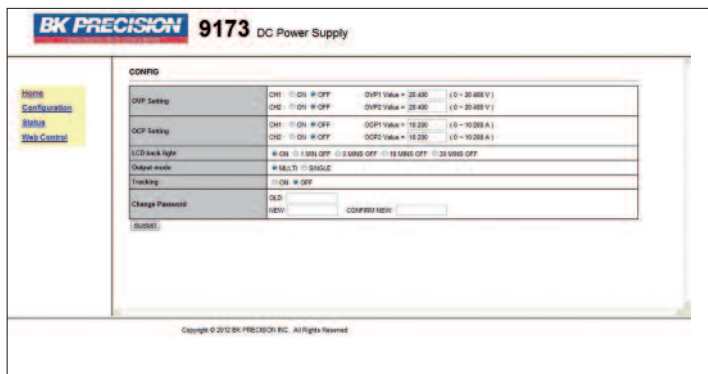 BK PRECISION 9173 DC Power Supply
Home
Configuration
Status
Web Control
CONFIG
OVP Setting
CH1 : ON OFF OVP1 Value = 20.400 ( 0 ~ 20.400 V )
CH2 : ON OFF OVP2 Value = 20.400 ( 0 ~ 20.400 V )
OCP Setting
CH1 : ON OFF OCP1 Value = 10.200 ( 0 ~ 10.200 A )
CH2 : ON OFF OCP2 Value = 10.200 ( 0 ~ 10.200 A )
LCD back light ON 1 MIN OFF 5 MINS OFF 10 MINS OFF 30 MINS OFF
Output mode MULTI SINGLE
Tracking ON OFF
Change Password
OLD:
NEW: CONFIRM NEW:
SUBMIT
Copyright © 2012 BK PRECISION INC . All Rights Reserved